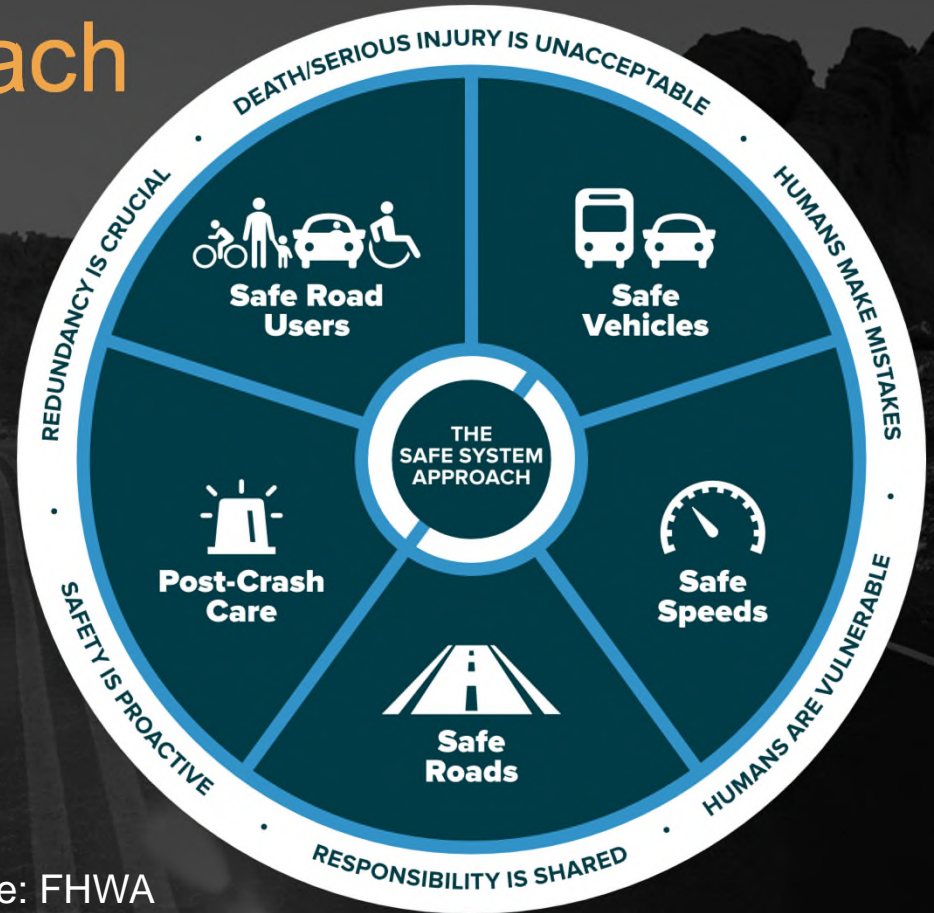 ach
DEATH/SERIOUS INJURY IS UNACCEPTABLE
HUMANS MAKE MISTAKES
HUMANS ARE VULNERABLE
RESPONSIBILITY IS SHARED
SAFETY IS PROACTIVE
REDUNDANCY IS CRUCIAL
Safe Road
Users
Safe
Vehicles
THE
SAFE SYSTEM
APPROACH
Post-Crash
Care
Safe
Speeds
Safe
Roads
e: FHWA